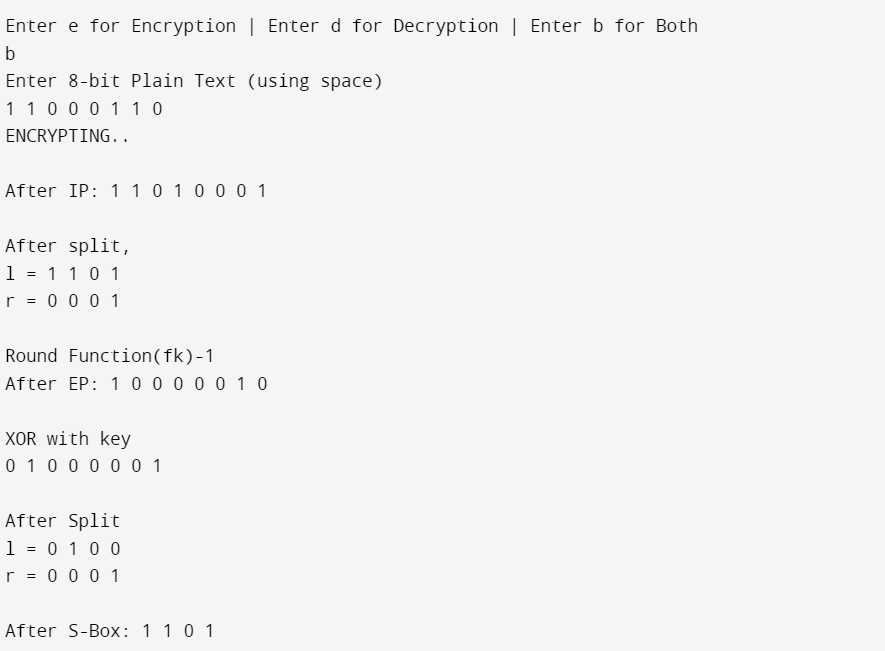 Enter e for Encryption | Enter d for Decryption | Enter b for Both
b
Enter 8-bit Plain Text (using space)
1 1 0 0 0 1 1 0
ENCRYPTING..
After IP: 1 1 0 1 0 0 0 1
After split,
l = 1 1 0 1
r = 0 0 0 1
Round Function(fk)-1
After EP: 1 0 0 0 0 0 1 0
XOR with key
0 1 0 0 0 0 0 1
After Split
l = 0 1 0 0
r = 0 0 0 1
After S-Box: 1 1 0 1